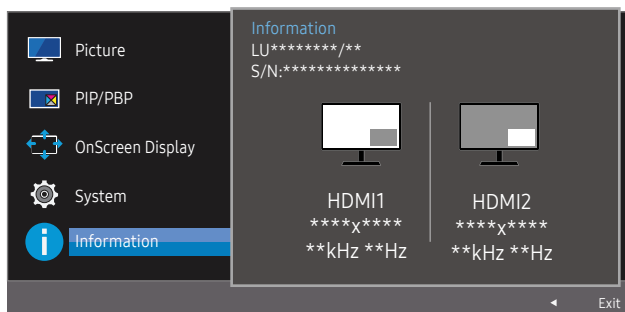 Picture
PIP/PBP
OnScreen Display
System
Information
Information
LU********/**
S/N:**************
HDMI1
****x****
**kHz **Hz
HDMI2
****x****
**kHz **Hz
Exit